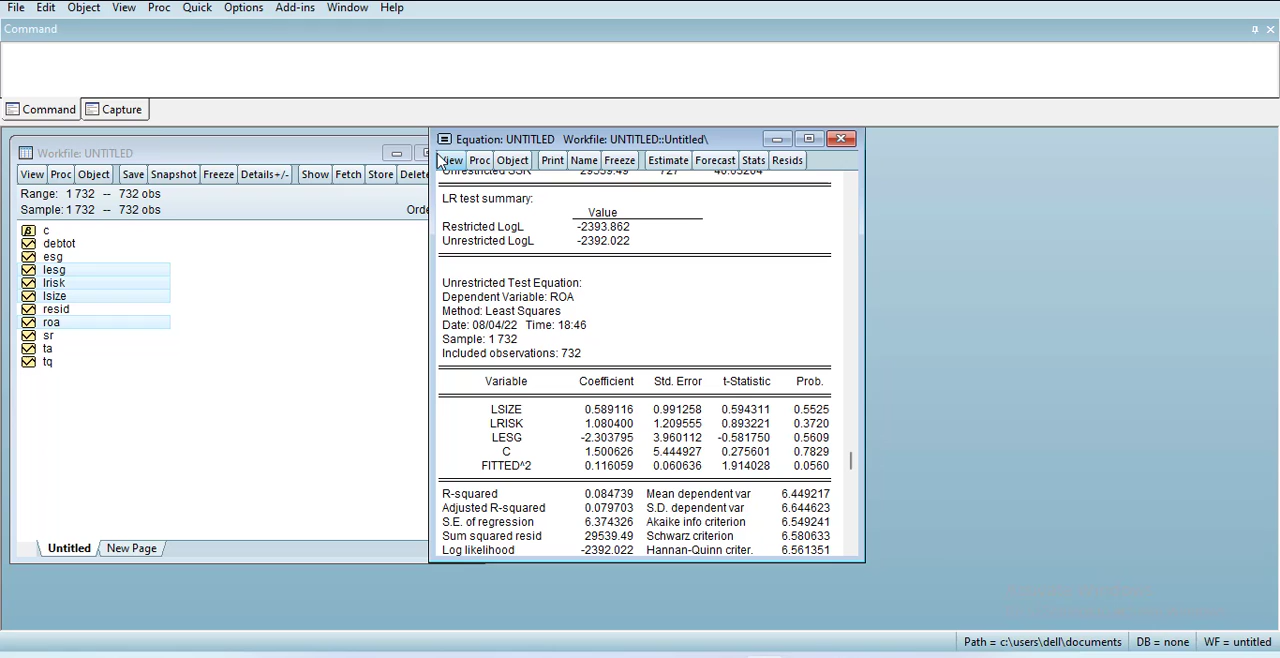 File Edit Object View Proc Quick Options Add-ins Window Help
Command
Command Capture
Workfile: UNTITLED
View Proc Object Save Snapshot Freeze Details+/- Show Fetch Store Delete
Range: 1 732 -- 732 obs
Sample: 1 732 -- 732 obs Orde
c
debtot
esg
lesg
lrisk
lsize
resid
roa
sr
ta
tq
Untitled New Page
Equation: UNTITLED Workfile: UNTITLED::Untitled\
View Proc Object Print Name Freeze Estimate Forecast Stats Resids
Unrestricted SSR 29539.49 727 40.63204
LR test summary:
Value
Restricted LogL -2393.862
Unrestricted LogL -2392.022
Unrestricted Test Equation:
Dependent Variable: ROA
Method: Least Squares
Date: 08/04/22 Time: 18:46
Sample: 1 732
Included observations: 732
Variable Coefficient Std. Error t-Statistic Prob.
LSIZE 0.589116 0.991258 0.594311 0.5525
LRISK 1.080400 1.209555 0.893221 0.3720
LESG -2.303795 3.960112 -0.581750 0.5609
C 1.500626 5.444927 0.275601 0.7829
FITTED^2 0.116059 0.060636 1.914028 0.0560
R-squared 0.084739 Mean dependent var 6.449217
Adjusted R-squared 0.079703 S.D. dependent var 6.644623
S.E. of regression 6.374326 Akaike info criterion 6.549241
Sum squared resid 29539.49 Schwarz criterion 6.580633
Log likelihood -2392.022 Hannan-Quinn criter. 6.561351
Path = c:\users\dell\documents DB = none WF = untitled